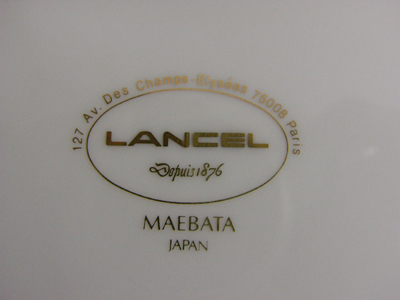 127 Av. Des Champs-Elysées 75008 Paris
LANCEL
Depuis 1876
MAEBATA
JAPAN